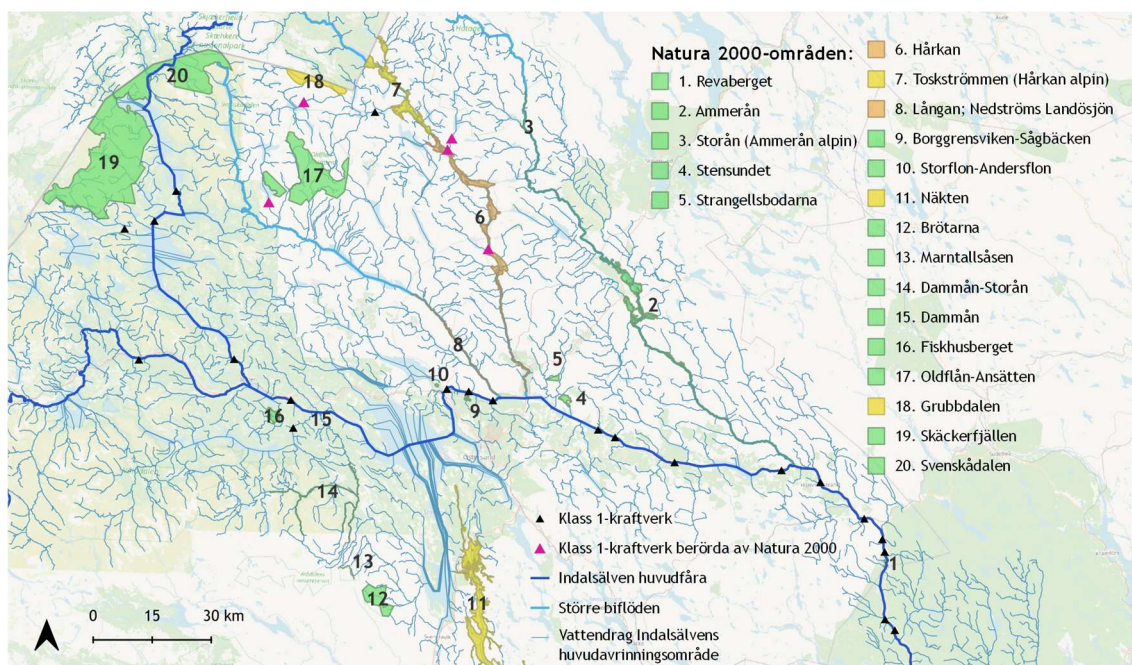 Natura 2000-områden:
1. Revaberget
2. Ammerån
3. Storån (Ammerån alpin)
4. Stensundet
5. Strangellsbodarna
6. Hårkan
7. Toskströmmen (Hårkan alpin)
8. Långan; Nedströms Landösjön
9. Borggrensviken-Sågbäcken
10. Storflon-Andersflon
11. Näkten
12. Brötarna
13. Marntallsåsen
14. Dammån-Storån
15. Dammån
16. Fiskhusberget
17. Oldflån-Ansätten
18. Grubbdalen
19. Skäckerfjällen
20. Svenskådalen
20
18
7
3
19
17
6
2
8
5
10
9
4
16
15
14
13
12
11
1
Klass 1-kraftverk
Klass 1-kraftverk berörda av Natura 2000
Indalsälven huvudfåra
Större biflöden
Vattendrag Indalsälvens
huvudavrinningsområde
0 15 30 km